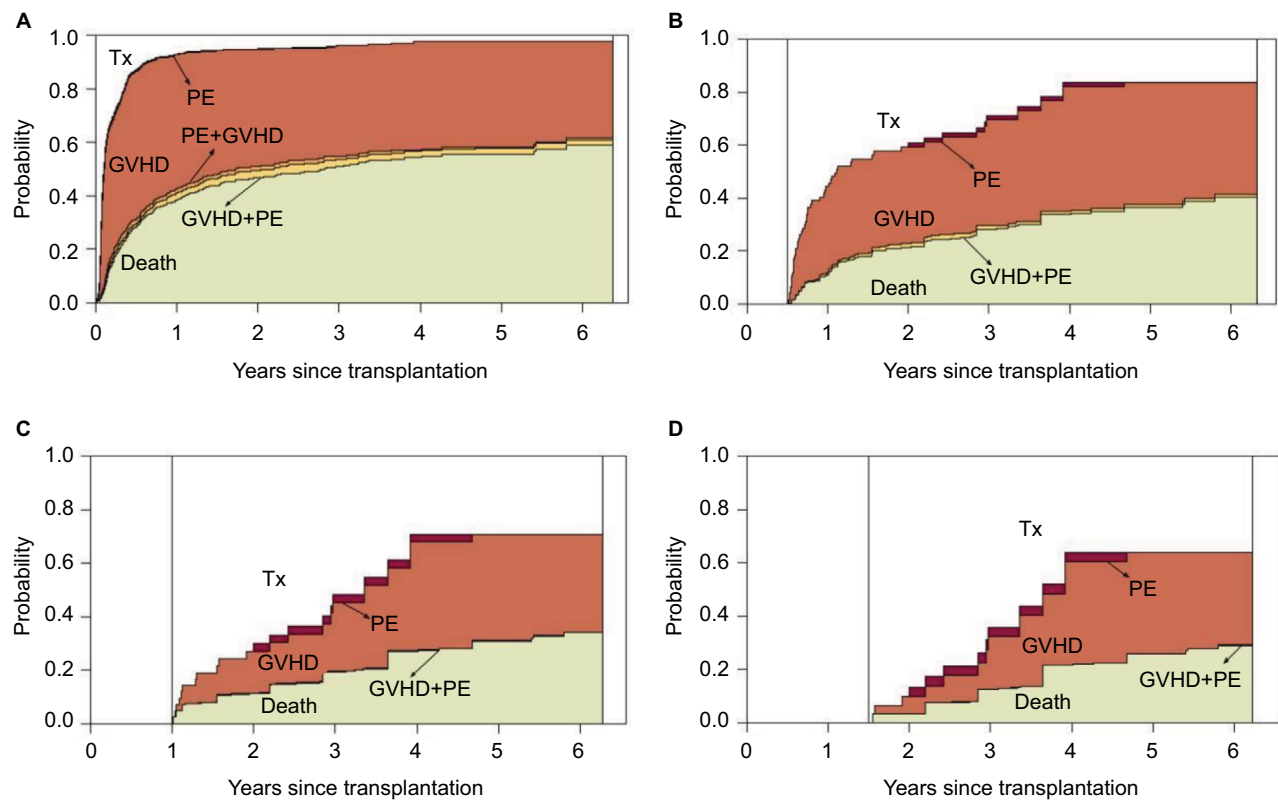 A
1.0
0.8
0.6
0.4
0.2
0.0
Probability
Tx
PE
PE+GVHD
GVHD
GVHD+PE
Death
0 1 2 3 4 5 6
Years since transplantation
B
1.0
0.8
0.6
0.4
0.2
0.0
Probability
Tx
PE
GVHD
GVHD+PE
Death
0 1 2 3 4 5 6
Years since transplantation
C
1.0
0.8
0.6
0.4
0.2
0.0
Probability
Tx
PE
GVHD
GVHD+PE
Death
0 1 2 3 4 5 6
Years since transplantation
D
1.0
0.8
0.6
0.4
0.2
0.0
Probability
Tx
PE
GVHD
GVHD+PE
Death
0 1 2 3 4 5 6
Years since transplantation